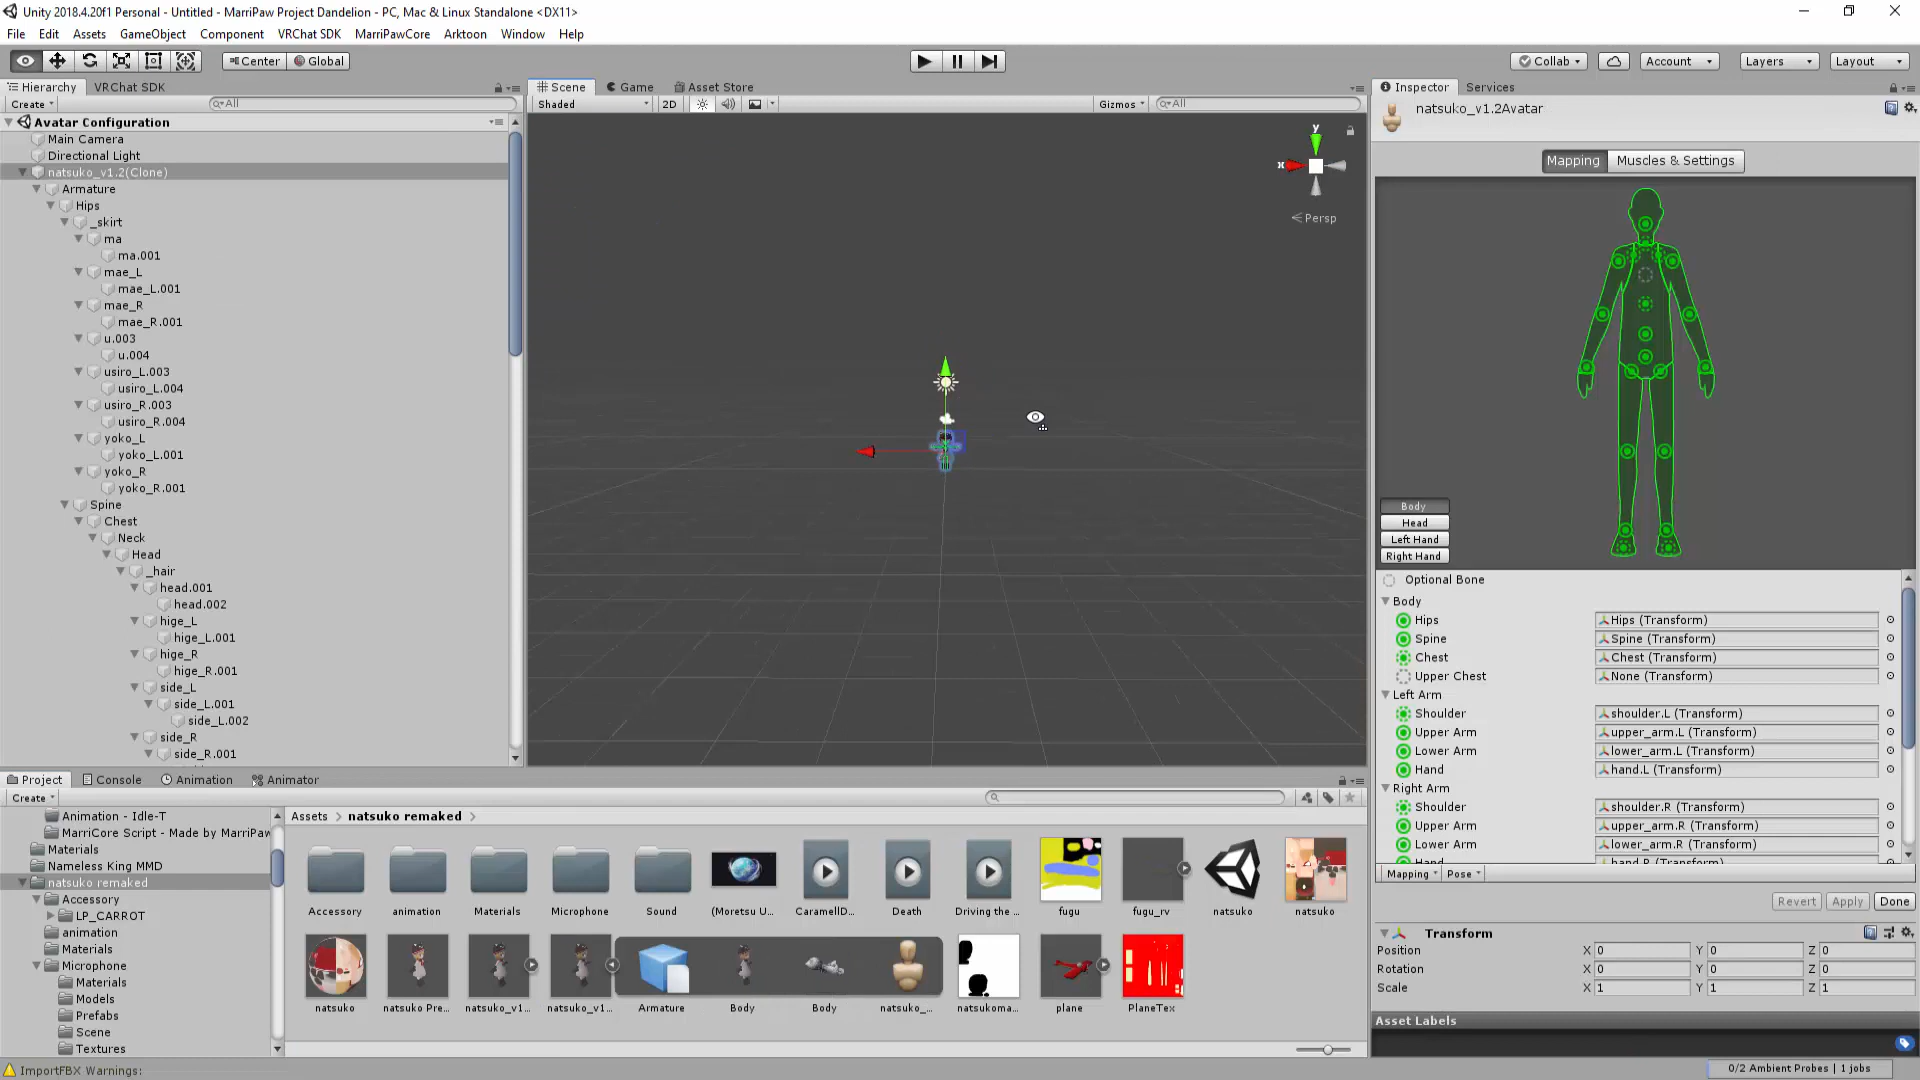 Unity 2018.4.20f1 Personal - Untitled - MarriPaw Project Dandelion - PC, Mac & Linux Standalone <DX11>
File Edit Assets GameObject Component VRChat SDK MarriPawCore Arktoon Window Help
Center Global Collab Account Layers Layout
Hierarchy VRChat SDK
Create All
Avatar Configuration
Main Camera
Directional Light
natsuko_v1.2(Clone)
Armature
Hips
_skirt
ma
ma.001
mae_L
mae_L.001
mae_R
mae_R.001
u.003
u.004
usiro_L.003
usiro_L.004
usiro_R.003
usiro_R.004
yoko_L
yoko_L.001
yoko_R
yoko_R.001
Spine
Chest
Neck
Head
_hair
head.001
head.002
hige_L
hige_L.001
hige_R
hige_R.001
side_L
side_L.001
side_L.002
side_R
side_R.001
Scene Game Asset Store
Shaded 2D Gizmos All
y
x
Persp
Inspector Services
natsuko_v1.2Avatar
Mapping Muscles & Settings
Body
Head
Left Hand
Right Hand
Optional Bone
Body
Hips Hips (Transform)
Spine Spine (Transform)
Chest Chest (Transform)
Upper Chest None (Transform)
Left Arm
Shoulder shoulder.L (Transform)
Upper Arm upper_arm.L (Transform)
Lower Arm lower_arm.L (Transform)
Hand hand.L (Transform)
Right Arm
Shoulder shoulder.R (Transform)
Upper Arm upper_arm.R (Transform)
Lower Arm lower_arm.R (Transform)
Hand hand.R (Transform)
Mapping Pose
Revert Apply Done
Transform
Position X 0 Y 0 Z 0
Rotation X 0 Y 0 Z 0
Scale X 1 Y 1 Z 1
Asset Labels
Project Console Animation Animator
Create
Animation - Idle-T
MarriCore Script - Made by MarriPaw
Materials
Nameless King MMD
natsuko remaked
Accessory
LP_CARROT
animation
Materials
Microphone
Materials
Models
Prefabs
Scene
Textures
Assets natsuko remaked
Accessory animation Materials Microphone Sound (Moretsu U... CaramellD... Death Driving the ... fugu fugu_rv natsuko natsuko
natsuko natsuko Pre... natsuko_v1... natsuko_v1... Armature Body Body natsuko_... natsukoma... plane PlaneTex
ImportFBX Warnings:
0/2 Ambient Probes | 1 jobs